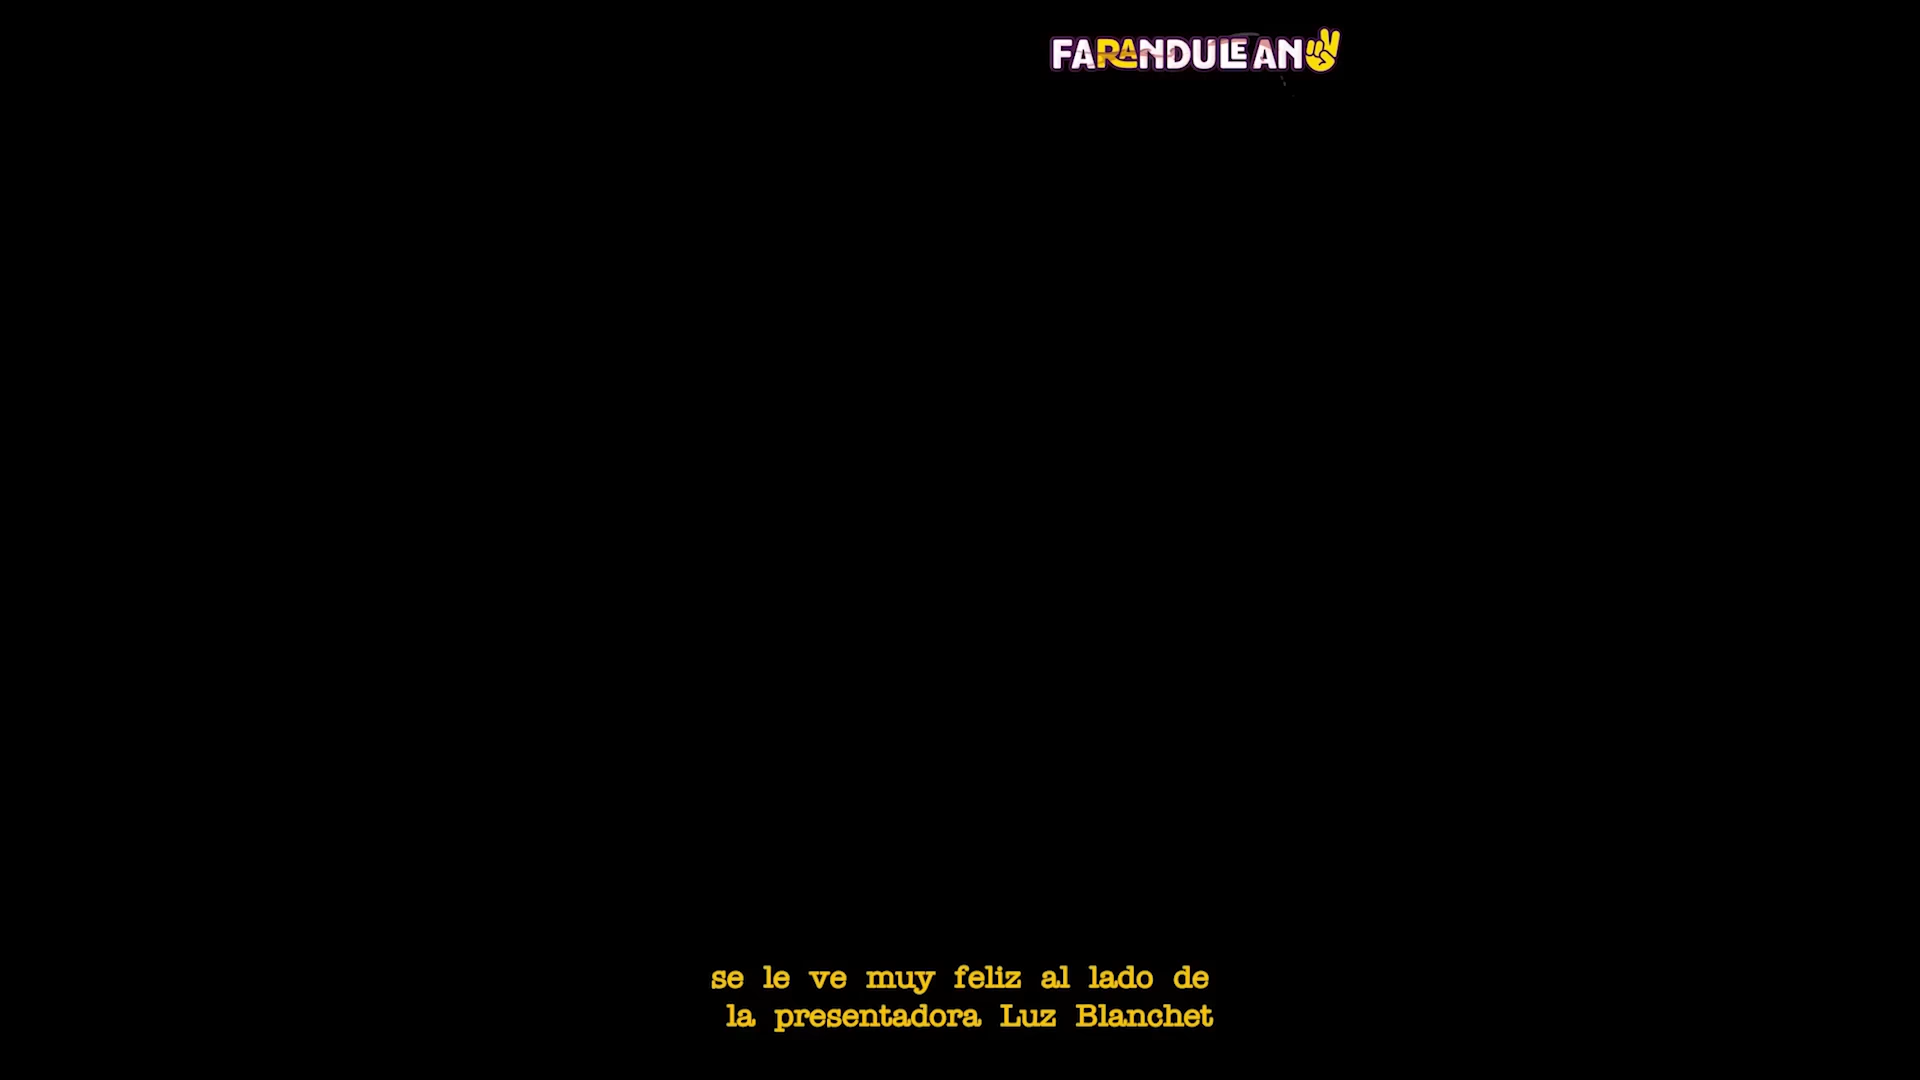 FARANDULEANDO
se le ve muy feliz al lado de
la presentadora Luz Blanchet